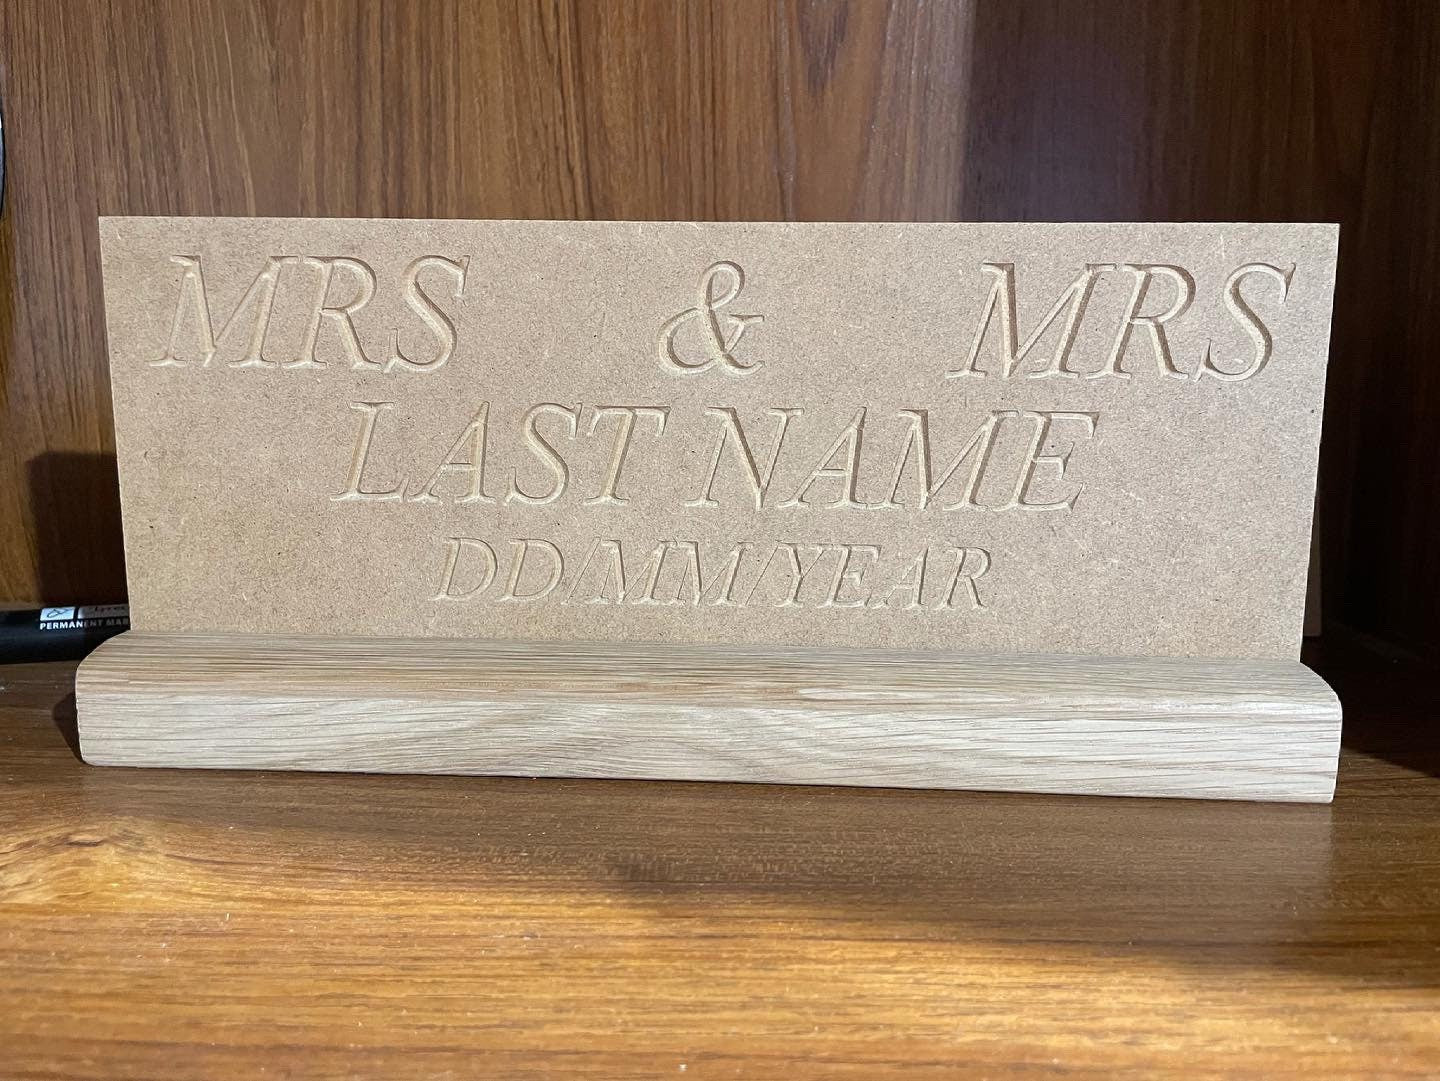 MRS & MRS
LAST NAME
DD/MM/YEAR
PERMANENT MAR